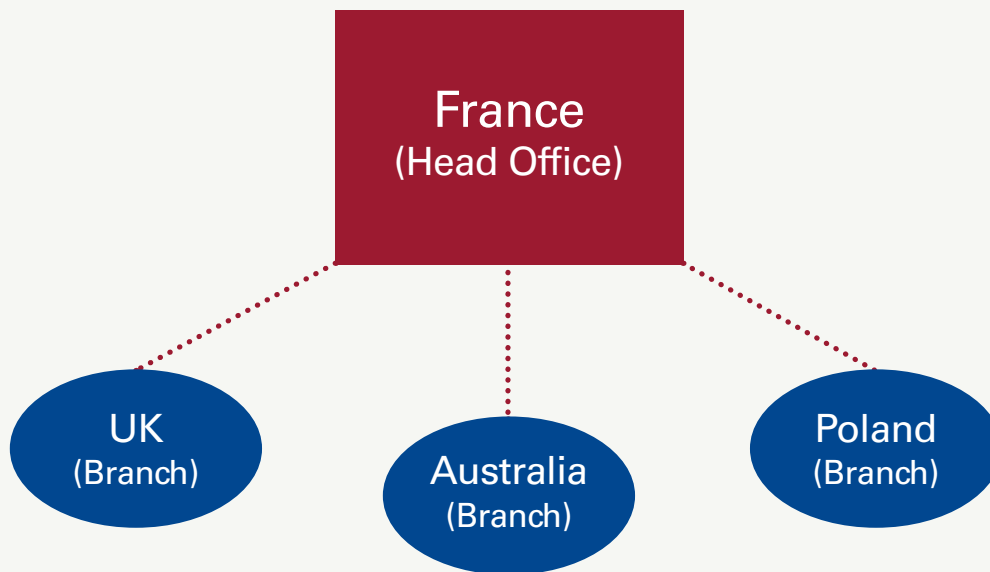 France
(Head Office)
UK
(Branch)
Australia
(Branch)
Poland
(Branch)